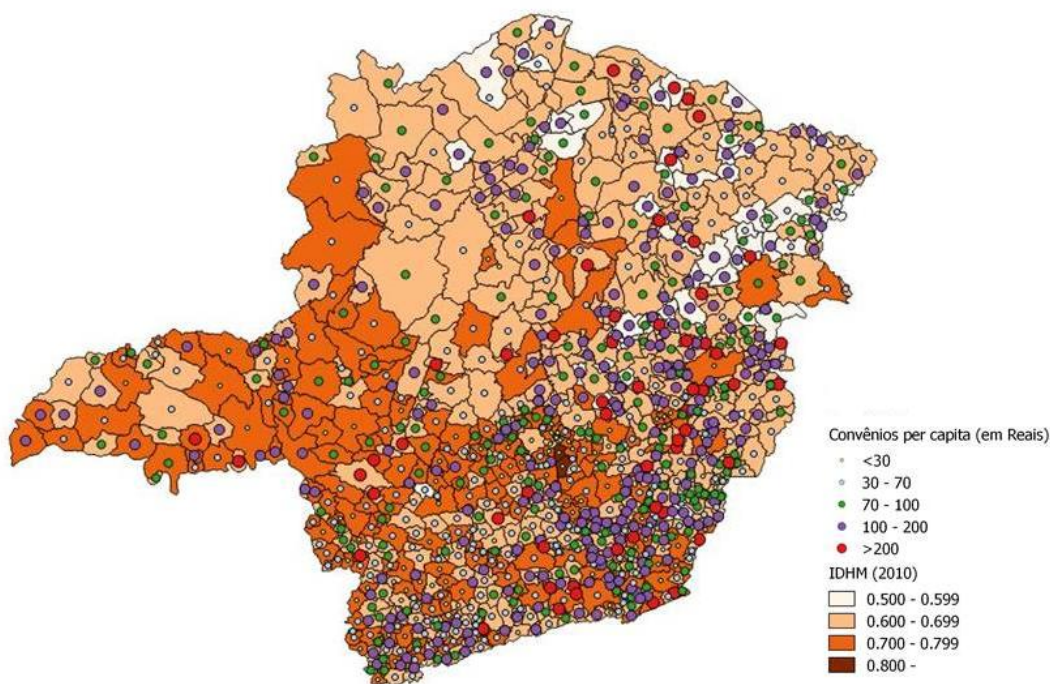 Convênios per capita (em Reais)
<30
30 - 70
70 - 100
100 - 200
>200
IDHM (2010)
0.500 - 0.599
0.600 - 0.699
0.700 - 0.799
0.800 -